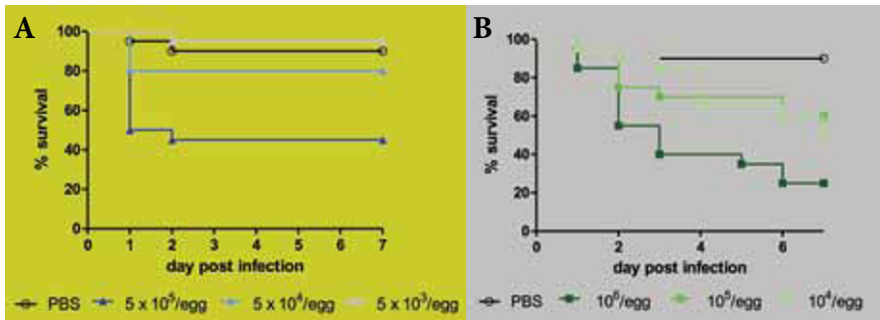 A
B
% survival
100
80
60
40
20
0
0 1 2 3 4 5 6 7
day post infection
PBS 5 x 10⁵/egg 5 x 10⁴/egg 5 x 10³/egg
% survival
100
80
60
40
20
0
0 2 4 6
day post infection
PBS 10⁶/egg 10⁵/egg 10⁴/egg